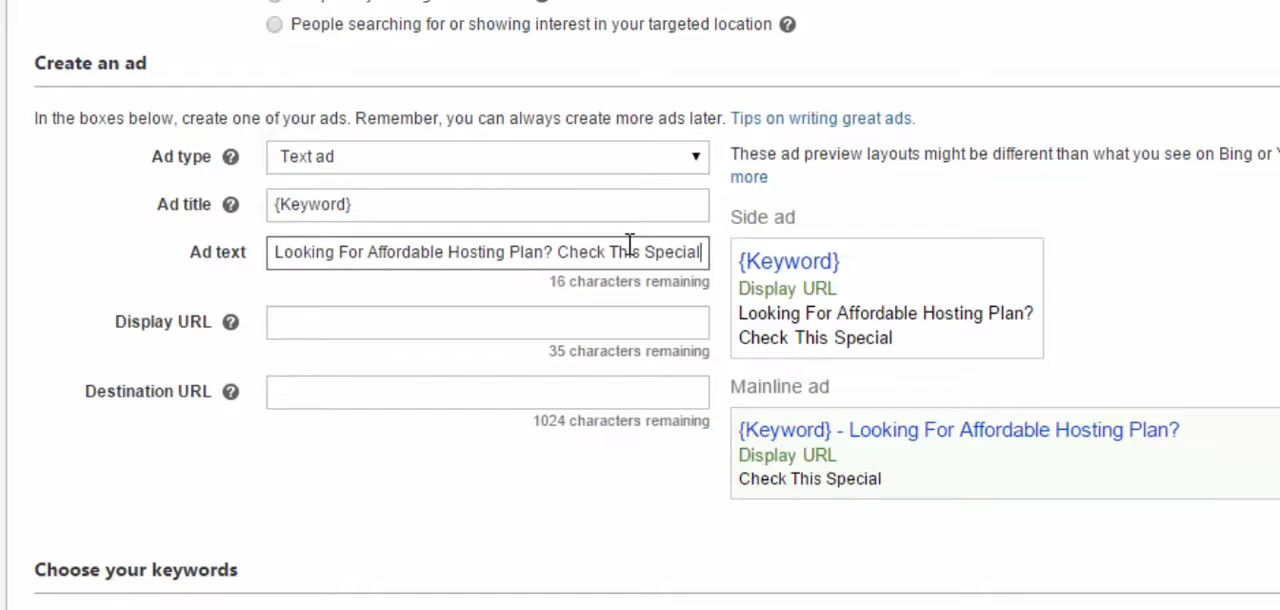 People searching for or showing interest in your targeted location ?
Create an ad
In the boxes below, create one of your ads. Remember, you can always create more ads later. Tips on writing great ads.
Ad type ? Text ad
These ad preview layouts might be different than what you see on Bing or
more
Ad title ? {Keyword}
Side ad
Ad text Looking For Affordable Hosting Plan? Check This Special
16 characters remaining
{Keyword}
Display URL
Looking For Affordable Hosting Plan?
Check This Special
Display URL ?
35 characters remaining
Destination URL ?
1024 characters remaining
Mainline ad
{Keyword} - Looking For Affordable Hosting Plan?
Display URL
Check This Special
Choose your keywords